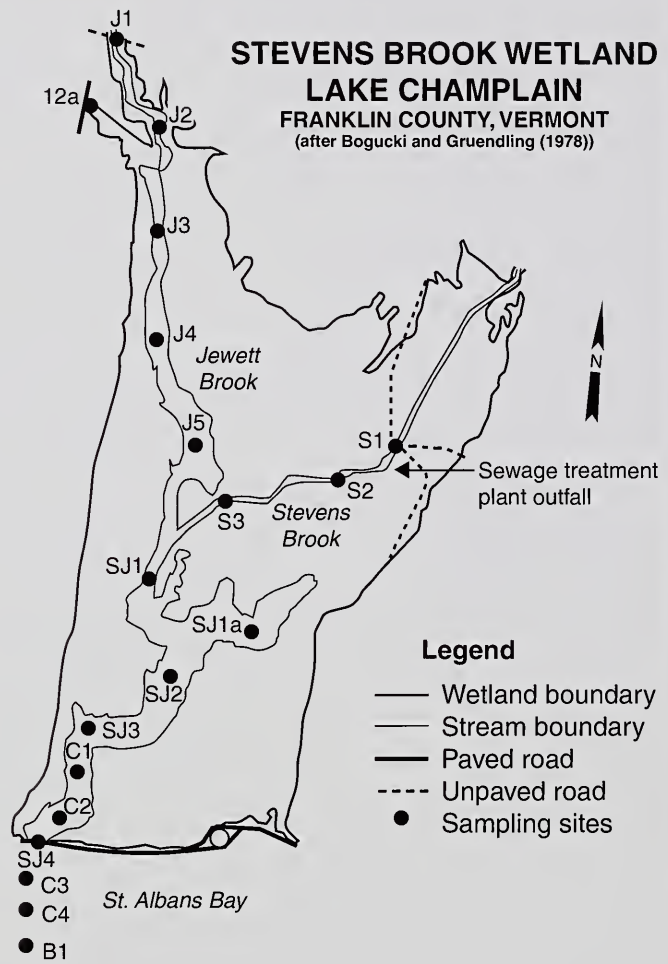 STEVENS BROOK WETLAND
LAKE CHAMPLAIN
FRANKLIN COUNTY, VERMONT
(after Bogucki and Gruendling (1978))
J1
12a
J2
J3
J4
Jewett
Brook
N
J5
S1
Sewage treatment
plant outfall
S2
S3
Stevens
Brook
SJ1
SJ1a
SJ2
SJ3
C1
C2
SJ4
C3
C4
B1
St. Albans Bay
Legend
Wetland boundary
Stream boundary
Paved road
Unpaved road
Sampling sites